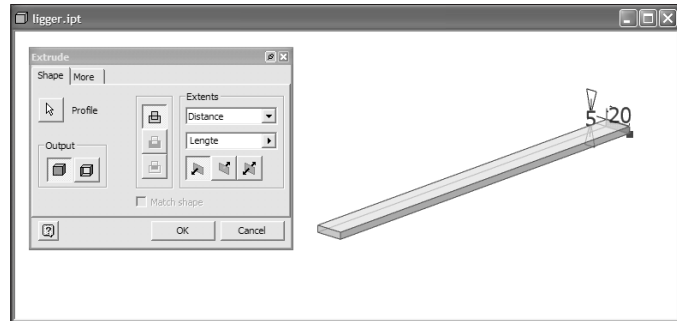 ligger.ipt
Extrude
Shape More
Profile
Extents
Distance
Lengte
Output
Match shape
OK Cancel
5 20